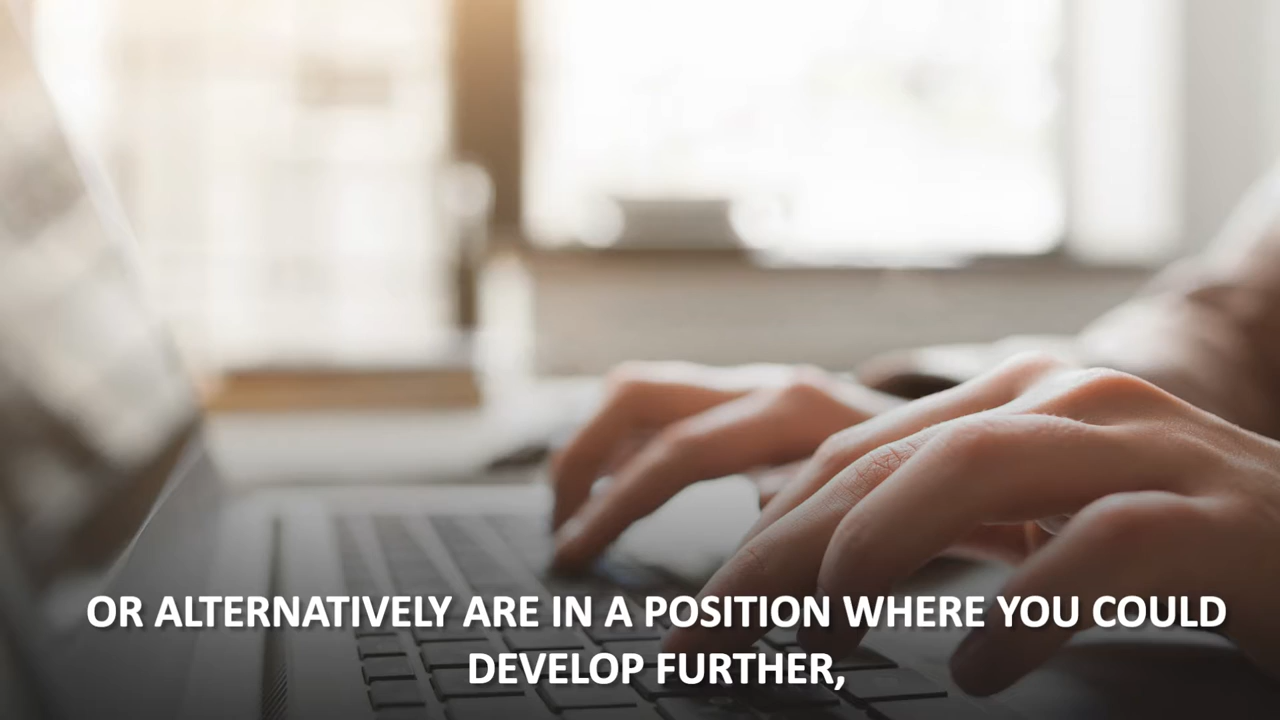 OR ALTERNATIVELY ARE IN A POSITION WHERE YOU COULD
DEVELOP FURTHER,